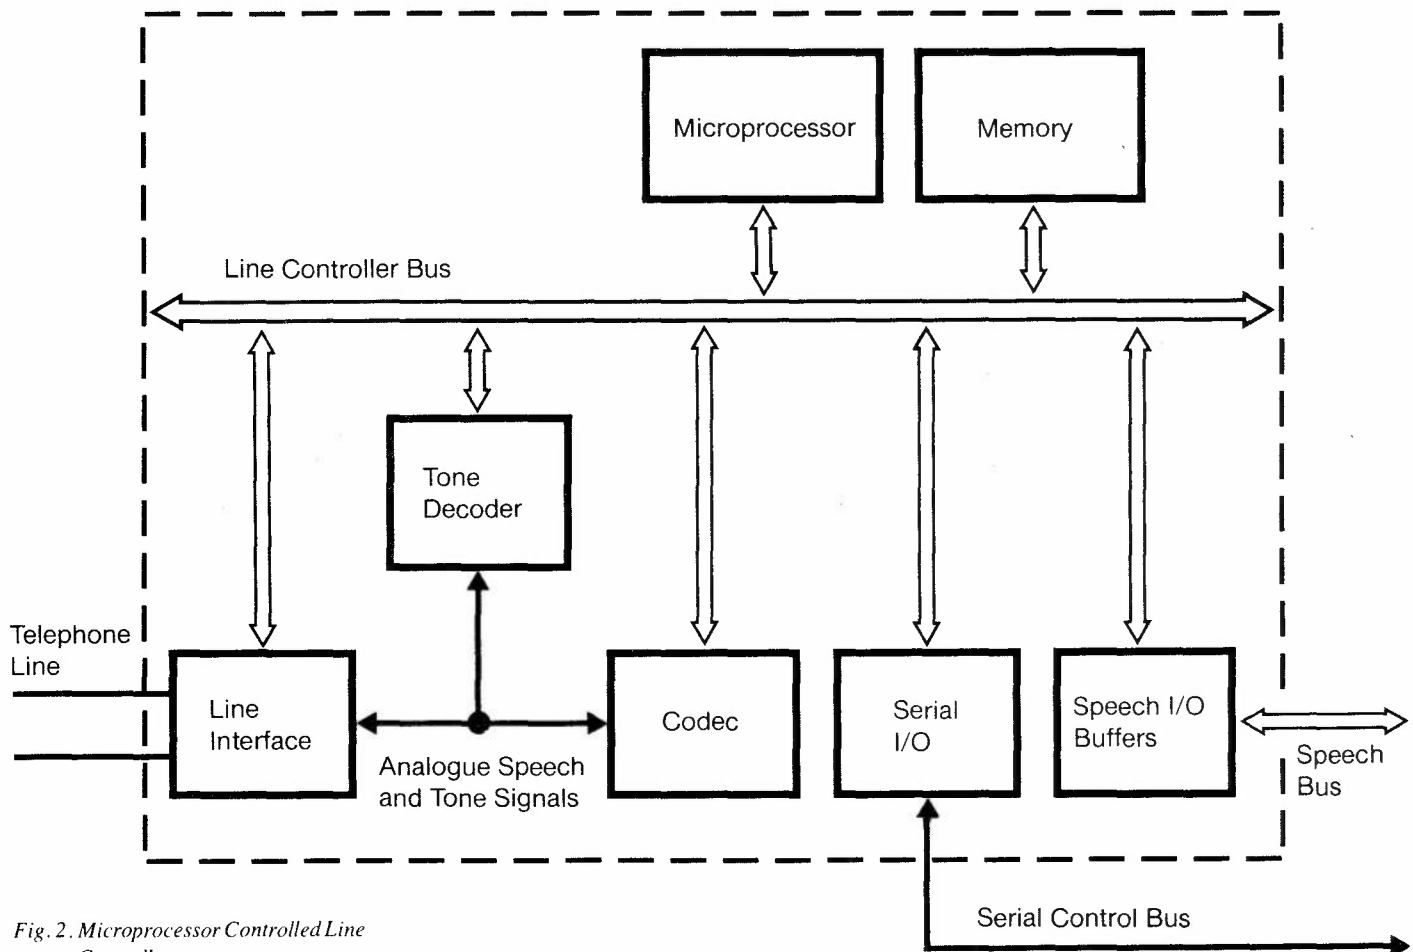 Microprocessor
Memory
Line Controller Bus
Tone
Decoder
Telephone
Line
Line
Interface
Analogue Speech
and Tone Signals
Codec
Serial
I/O
Speech I/O
Buffers
Speech
Bus
Serial Control Bus
Fig. 2. Microprocessor Controlled Line